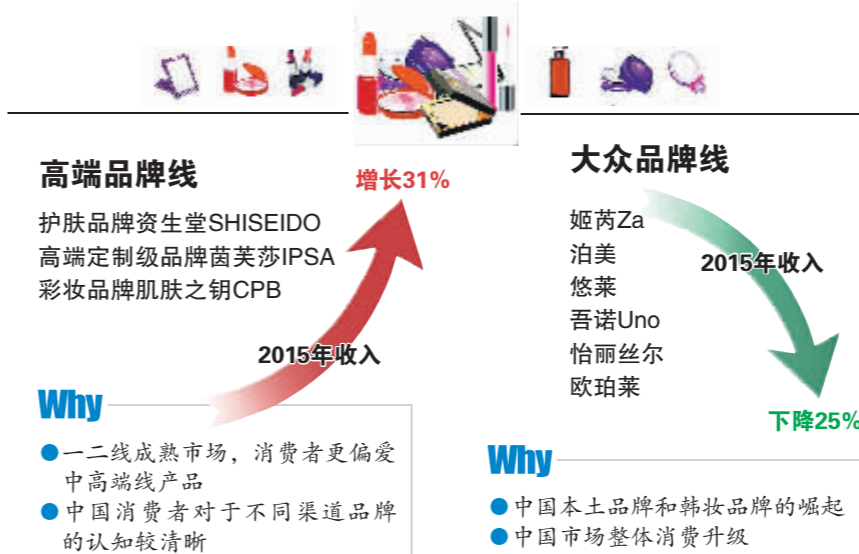 高端品牌线
增长31%
护肤品牌资生堂SHISEIDO
高端定制级品牌茵芙莎IPSA
彩妆品牌肌肤之钥CPB
2015年收入
Why
●一二线成熟市场，消费者更偏爱
中高端线产品
●中国消费者对于不同渠道品牌
的认知较清晰
大众品牌线
姬芮Za
泊美
悠莱
吾诺Uno
怡丽丝尔
欧珀莱
2015年收入
下降25%
Why
●中国本土品牌和韩妆品牌的崛起
●中国市场整体消费升级